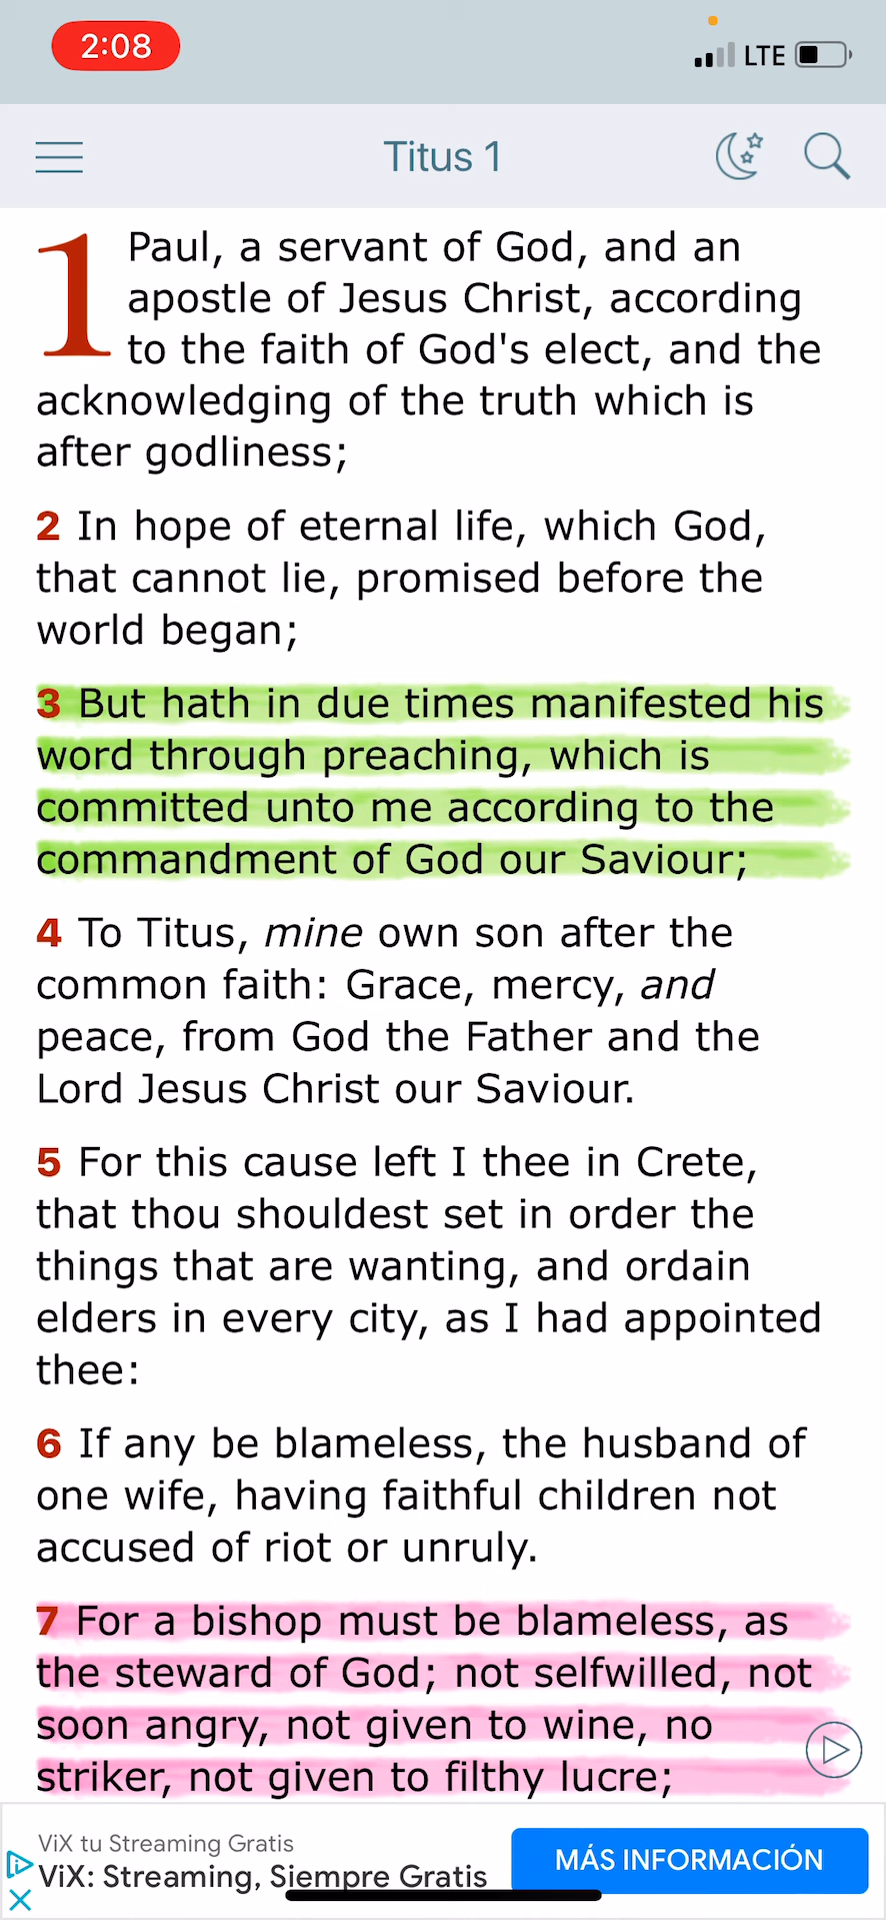 2:08
LTE
Titus 1
1 Paul, a servant of God, and an
apostle of Jesus Christ, according
to the faith of God's elect, and the
acknowledging of the truth which is
after godliness;
2 In hope of eternal life, which God,
that cannot lie, promised before the
world began;
3 But hath in due times manifested his
word through preaching, which is
committed unto me according to the
commandment of God our Saviour;
4 To Titus, mine own son after the
common faith: Grace, mercy, and
peace, from God the Father and the
Lord Jesus Christ our Saviour.
5 For this cause left I thee in Crete,
that thou shouldest set in order the
things that are wanting, and ordain
elders in every city, as I had appointed
thee:
6 If any be blameless, the husband of
one wife, having faithful children not
accused of riot or unruly.
7 For a bishop must be blameless, as
the steward of God; not selfwilled, not
soon angry, not given to wine, no
striker, not given to filthy lucre;
ViX tu Streaming Gratis
ViX: Streaming, Siempre Gratis
MÁS INFORMACIÓN